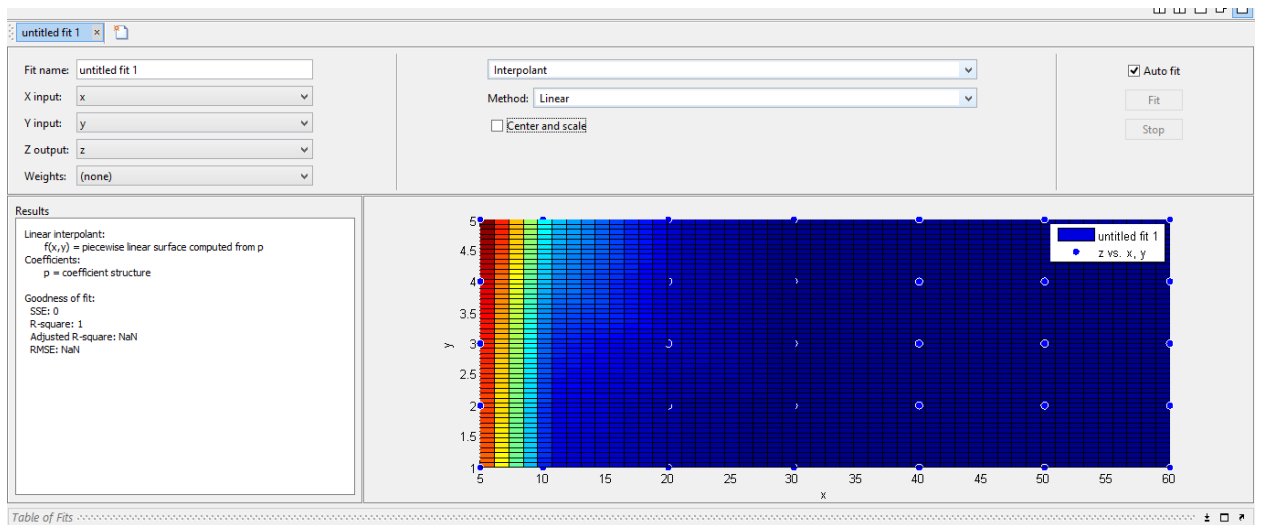 untitled fit 1 ×
Fit name: untitled fit 1
X input: x
Y input: y
Z output: z
Weights: (none)
Interpolant
Method: Linear
Center and scale
Auto fit
Fit
Stop
Results
Linear interpolant:
f(x,y) = piecewise linear surface computed from p
Coefficients:
p = coefficient structure
Goodness of fit:
SSE: 0
R-square: 1
Adjusted R-square: NaN
RMSE: NaN
untitled fit 1
z vs. x, y
5
4.5
4
3.5
3
2.5
2
1.5
1
y
5 10 15 20 25 30 35 40 45 50 55 60
x
Table of Fits